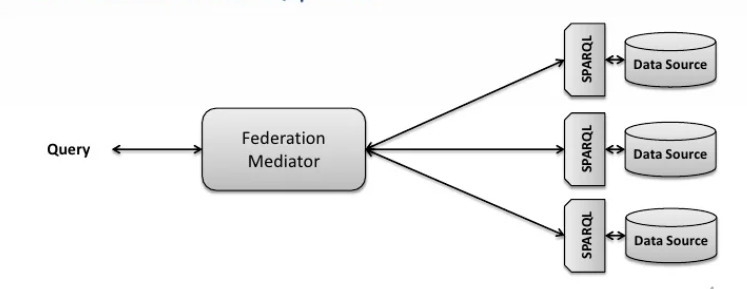 SPARQL
Data Source
Federation
Mediator
Query
SPARQL
Data Source
SPARQL
Data Source